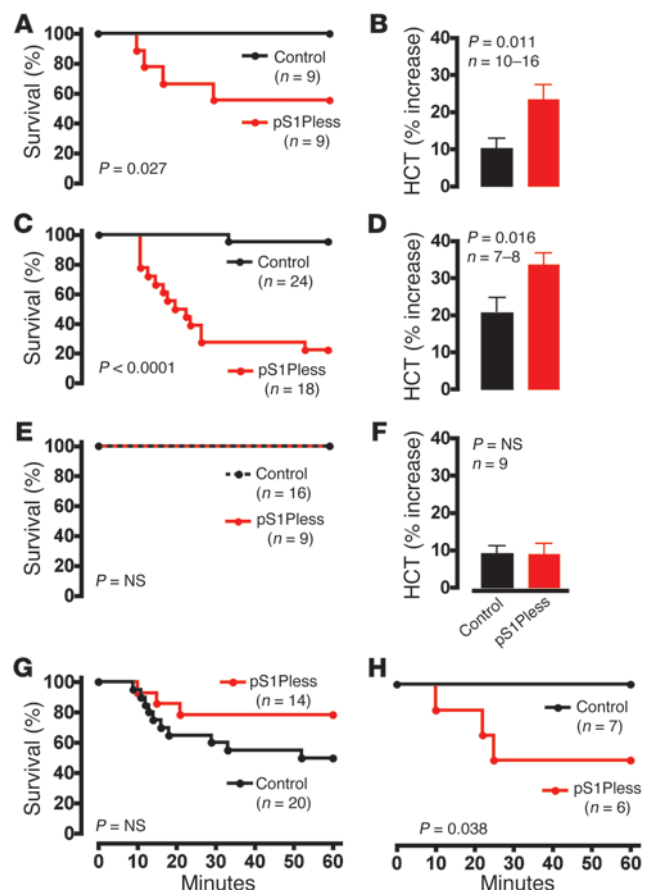 A
Survival (%)
100
80
60
40
20
0
Control
(n = 9)
pS1Pless
(n = 9)
P = 0.027
B
HCT (% increase)
40
30
20
10
0
P = 0.011
n = 10–16
C
Survival (%)
100
80
60
40
20
0
Control
(n = 24)
pS1Pless
(n = 18)
P < 0.0001
D
HCT (% increase)
40
30
20
10
0
P = 0.016
n = 7–8
E
Survival (%)
100
80
60
40
20
0
Control
(n = 16)
pS1Pless
(n = 9)
P = NS
F
HCT (% increase)
40
30
20
10
0
P = NS
n = 9
Control
pS1Pless
G
Survival (%)
100
80
60
40
20
0
pS1Pless
(n = 14)
Control
(n = 20)
P = NS
0 10 20 30 40 50 60
Minutes
H
Control
(n = 7)
pS1Pless
(n = 6)
P = 0.038
0 10 20 30 40 50 60
Minutes